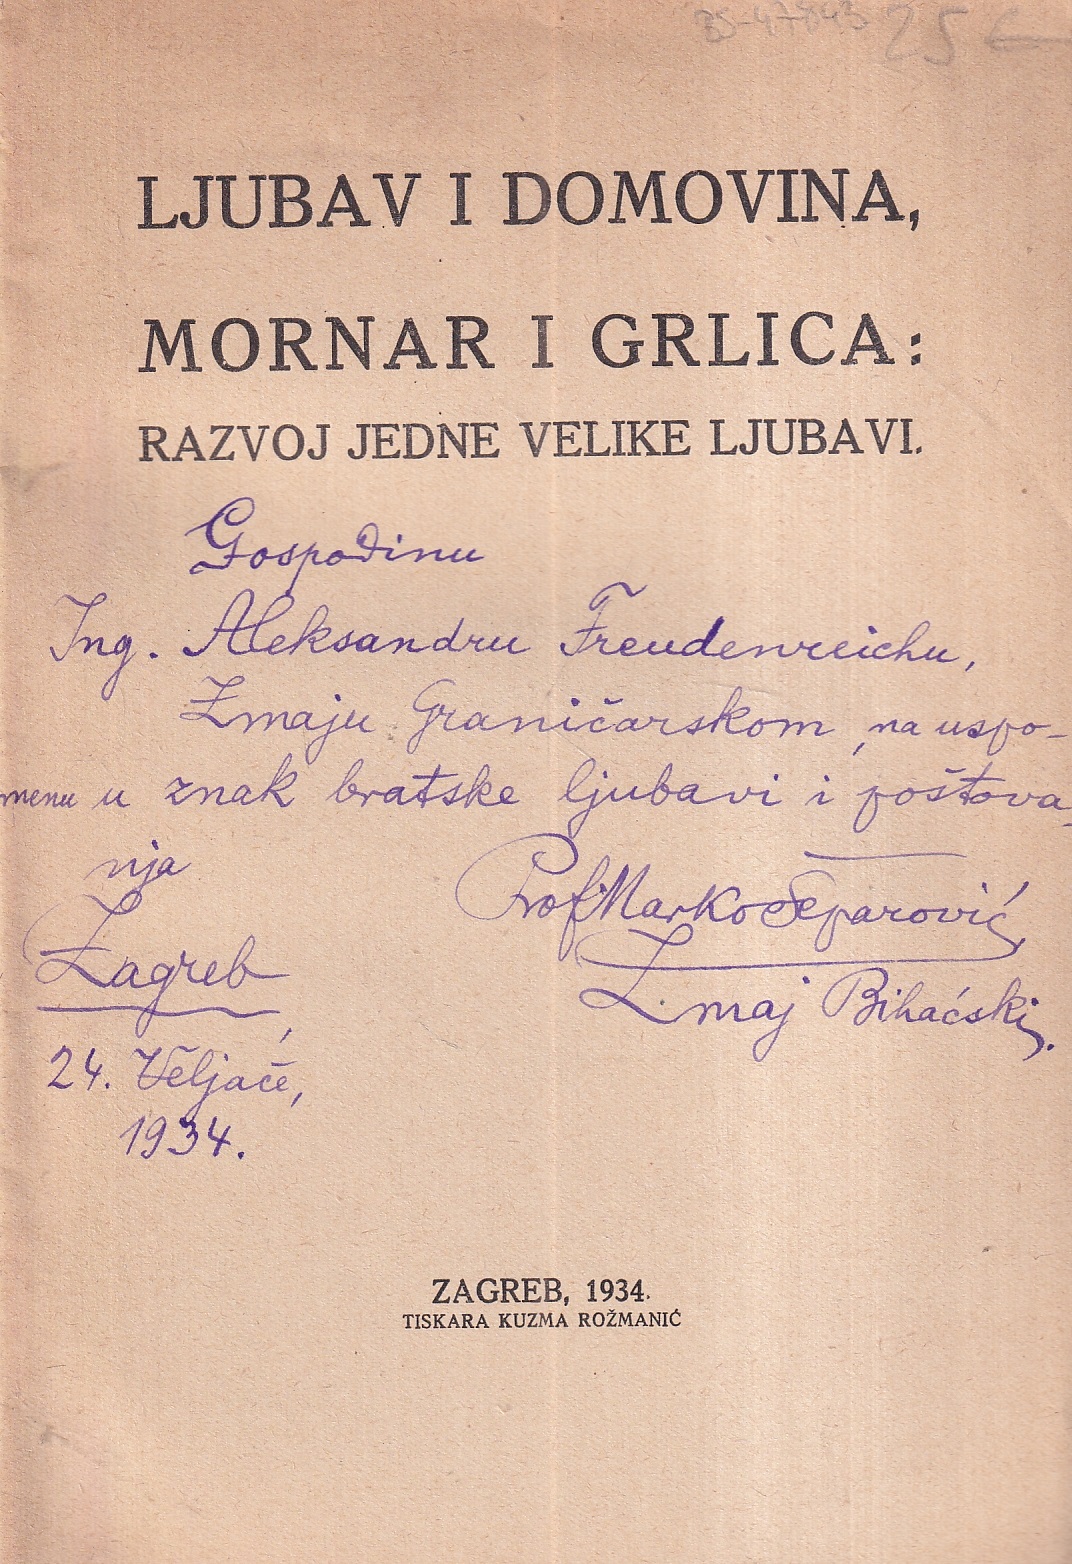 25
LJUBAV I DOMOVINA,
MORNAR I GRLICA:
RAZVOJ JEDNE VELIKE LJUBAVI.
Gospodinu
Ing. Aleksandru Freudenreichu,
Zmaju Graničarskom, na uspo-
menu u znak bratske ljubavi i poštova-
nja
Prof. Marko Šeparović,
Zmaj Bihaćski.
Zagreb,
24. Veljače,
1934.
ZAGREB, 1934.
TISKARA KUZMA ROŽMANIĆ